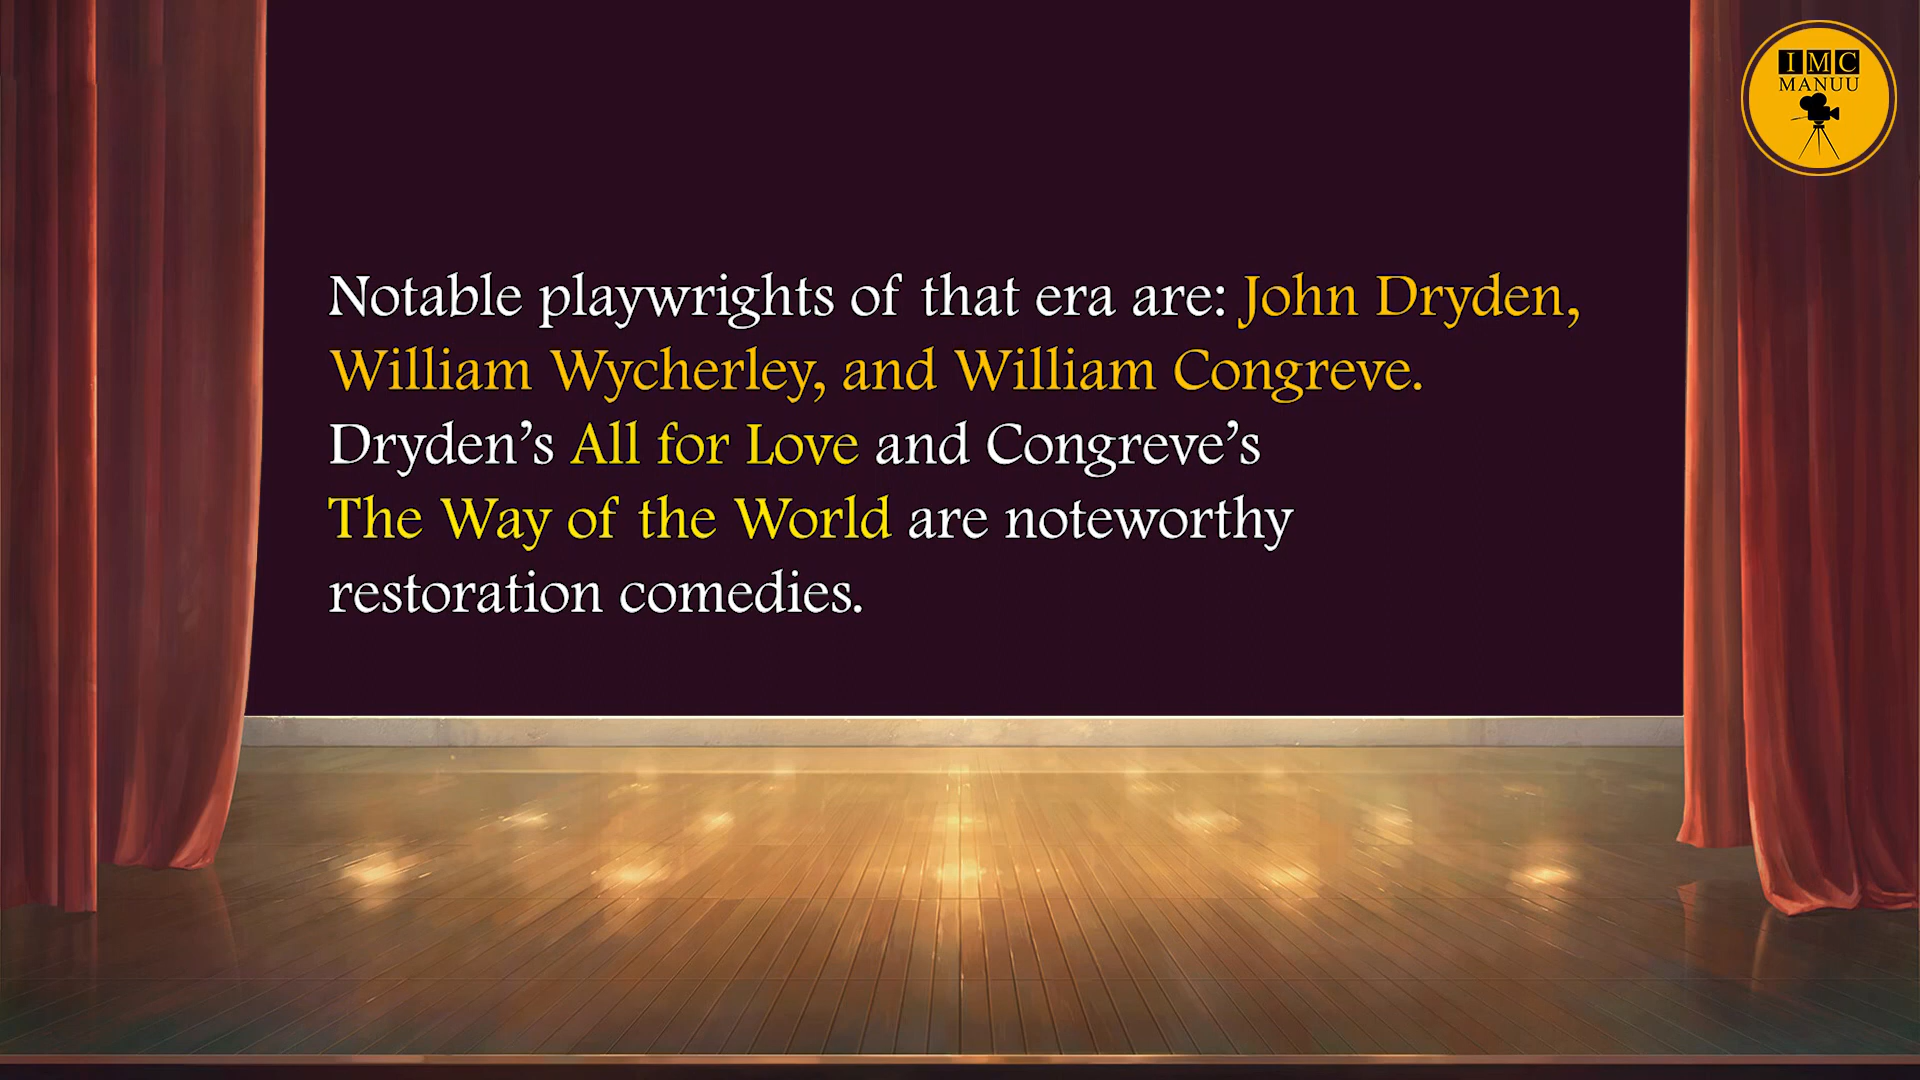 IMC
MANUU
Notable playwrights of that era are: John Dryden,
William Wycherley, and William Congreve.
Dryden’s All for Love and Congreve’s
The Way of the World are noteworthy
restoration comedies.